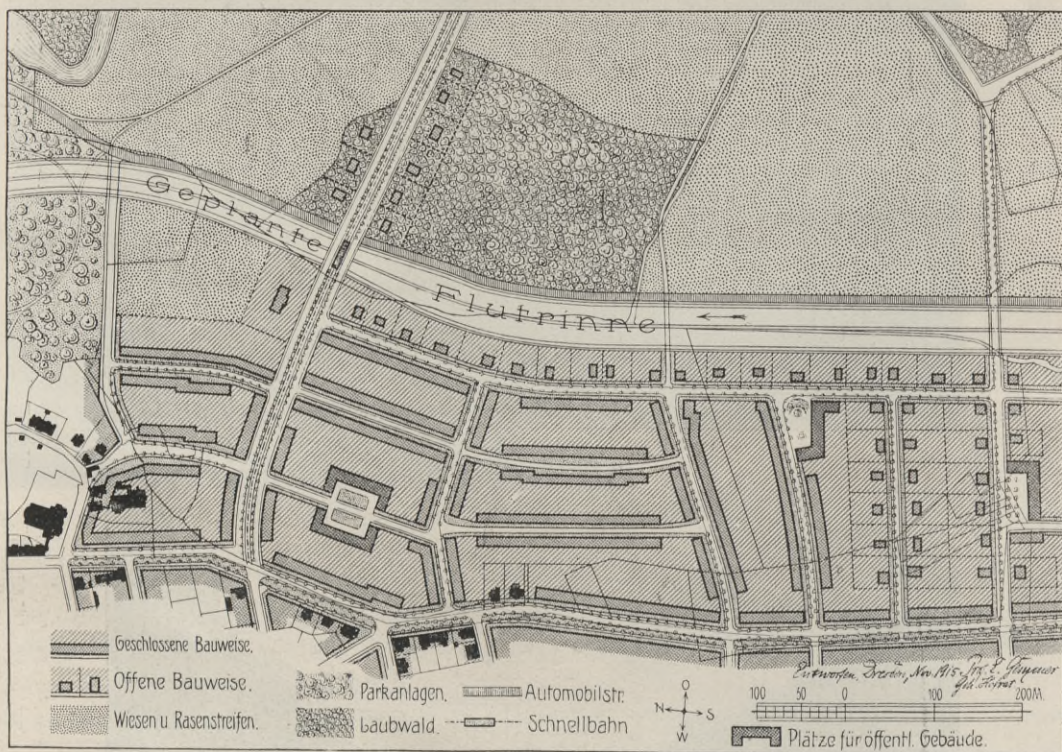 Geplante
Flutrinne
Geschlossene Bauweise.
Offene Bauweise.
Wiesen u Rasenstreifen.
Parkanlagen.
Laubwald.
Automobilstr.
Schnellbahn
O
N S
W
Entworfen, Dresden, Nov. 1915. Prof. E.
100 0 100 200M
Plätze für öffentl. Gebäude.